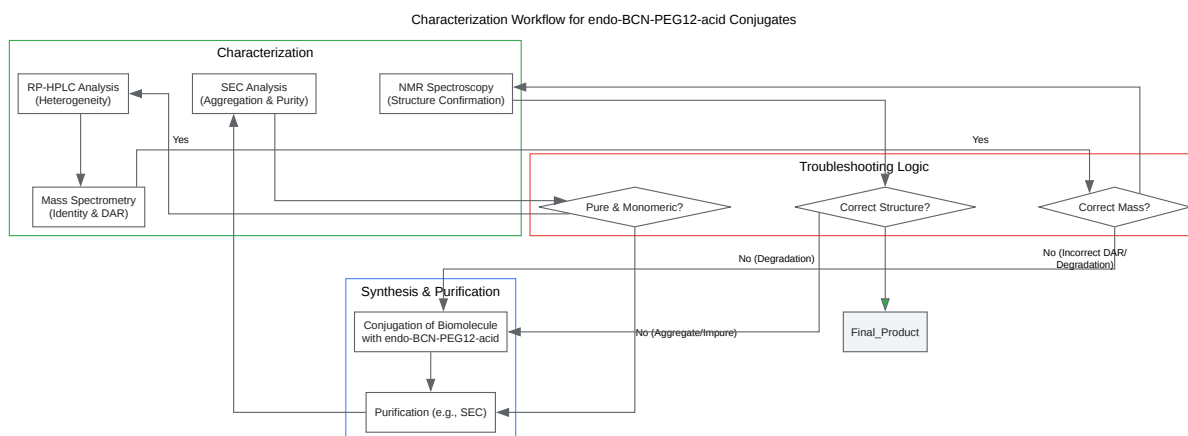 Characterization Workflow for endo-BCN-PEG12-acid Conjugates
Characterization
RP-HPLC Analysis
(Heterogeneity)
SEC Analysis
(Aggregation & Purity)
NMR Spectroscopy
(Structure Confirmation)
Yes
Yes
Troubleshooting Logic
Mass Spectrometry
(Identity & DAR)
Pure & Monomeric?
Correct Structure?
Correct Mass?
No (Degradation)
No (Incorrect DAR/
Degradation)
Synthesis & Purification
Conjugation of Biomolecule
with endo-BCN-PEG12-acid
No (Aggregate/Impure)
Final_Product
Purification (e.g., SEC)